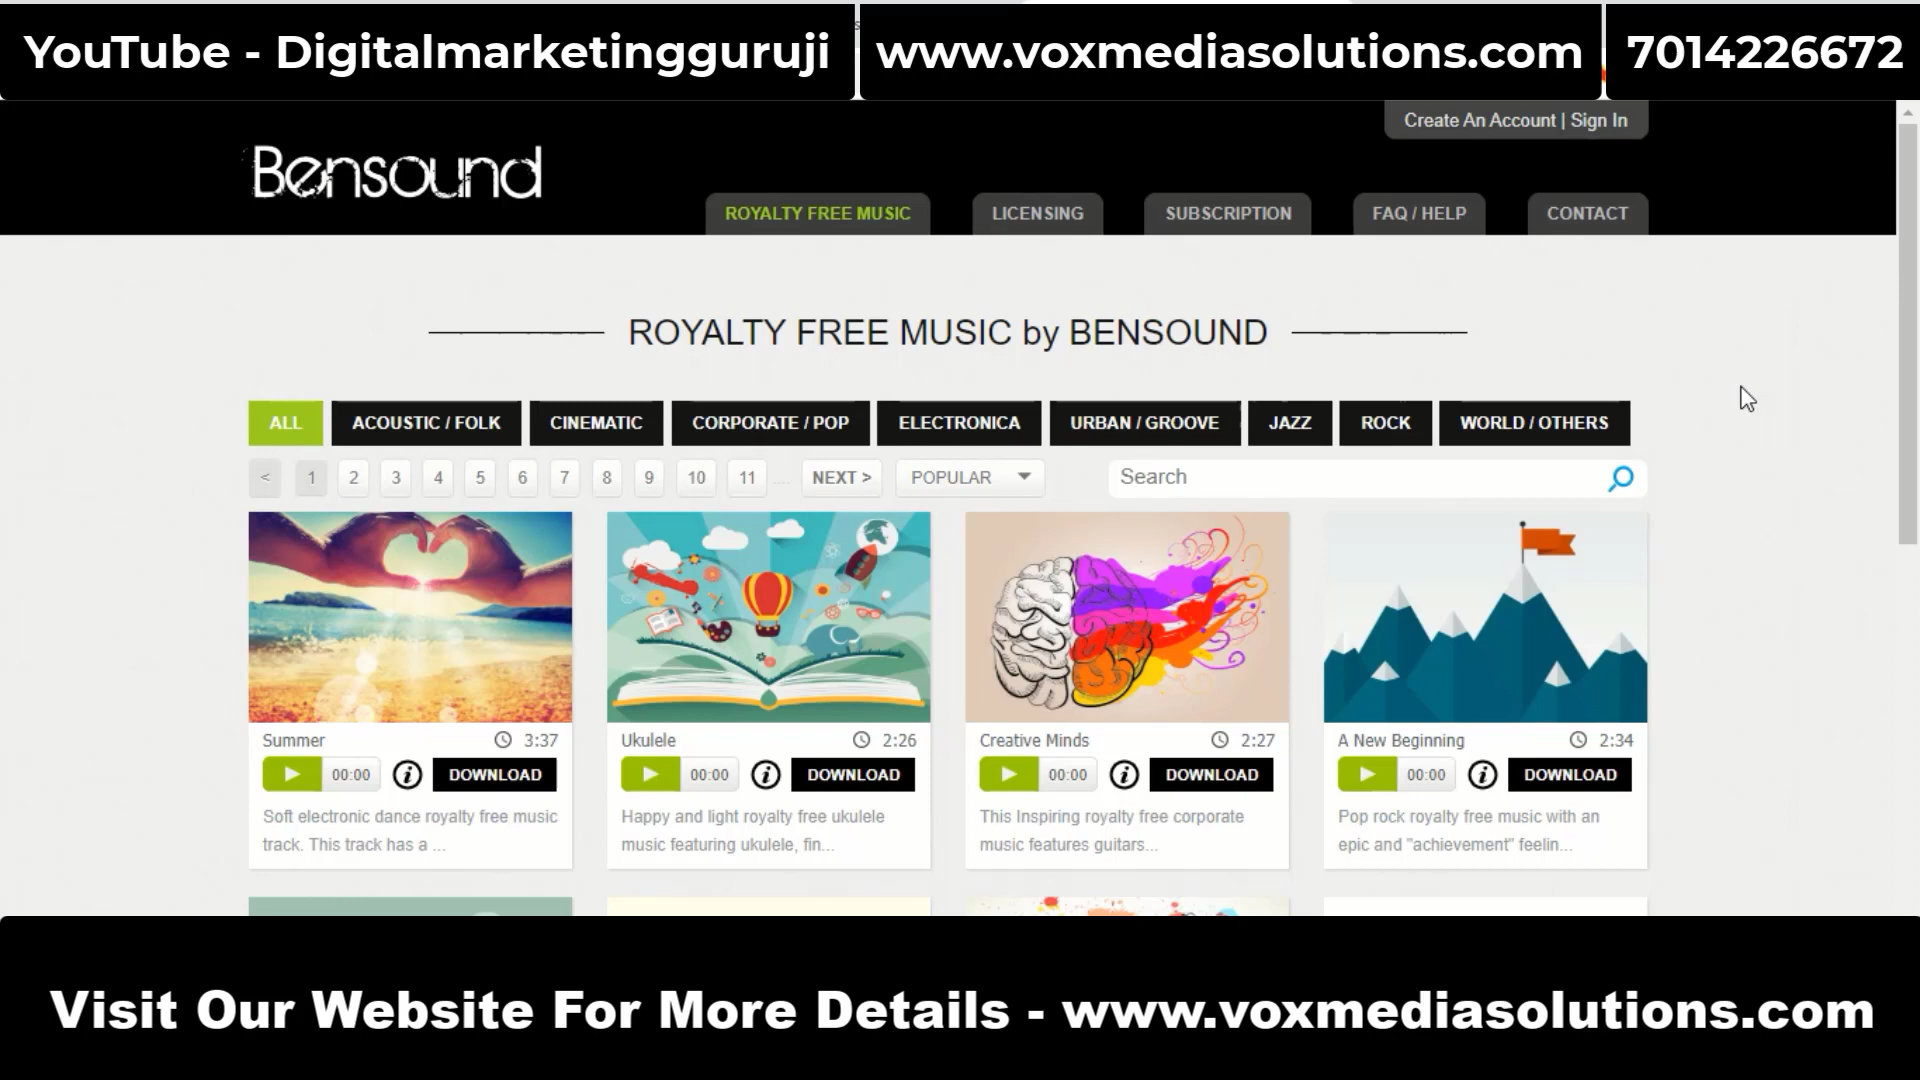 YouTube - Digitalmarketingguruji www.voxmediasolutions.com 7014226672
Create An Account | Sign In
Bensound
ROYALTY FREE MUSIC LICENSING SUBSCRIPTION FAQ / HELP CONTACT
ROYALTY FREE MUSIC by BENSOUND
ALL ACOUSTIC / FOLK CINEMATIC CORPORATE / POP ELECTRONICA URBAN / GROOVE JAZZ ROCK WORLD / OTHERS
< 1 2 3 4 5 6 7 8 9 10 11 .... NEXT > POPULAR Search
Summer 3:37
00:00 i DOWNLOAD
Soft electronic dance royalty free music
track. This track has a ...
Ukulele 2:26
00:00 i DOWNLOAD
Happy and light royalty free ukulele
music featuring ukulele, fin...
Creative Minds 2:27
00:00 i DOWNLOAD
This Inspiring royalty free corporate
music features guitars...
A New Beginning 2:34
00:00 i DOWNLOAD
Pop rock royalty free music with an
epic and "achievement" feelin...
Visit Our Website For More Details - www.voxmediasolutions.com